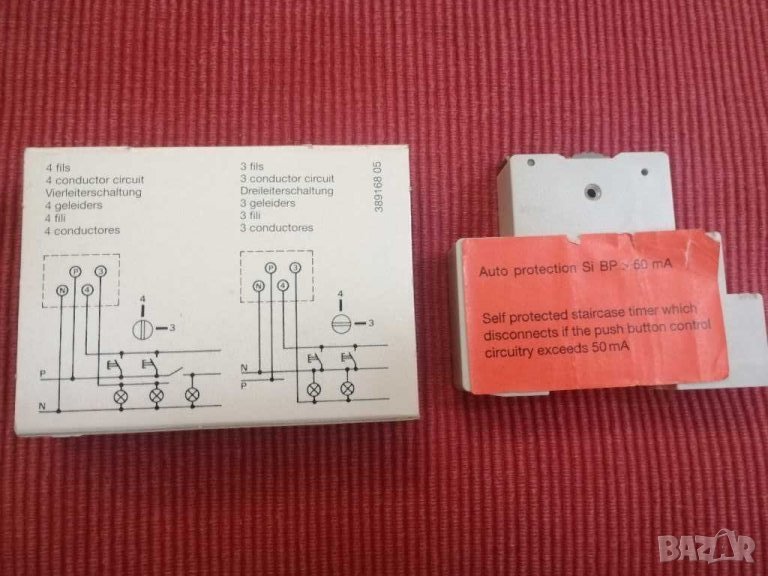 4 fils
4 conductor circuit
Vierleiterschaltung
4 geleiders
4 fili
4 conductores
3 fils
3 conductor circuit
Dreileiterschaltung
3 geleiders
3 fili
3 conductores
389168 05
P 3
N 4
4
3
P
N
P 3
N 4
4
3
N
P
Auto protection Si BP > 50 mA
Self protected staircase timer which
disconnects if the push button control
circuitry exceeds 50mA
BAZAR